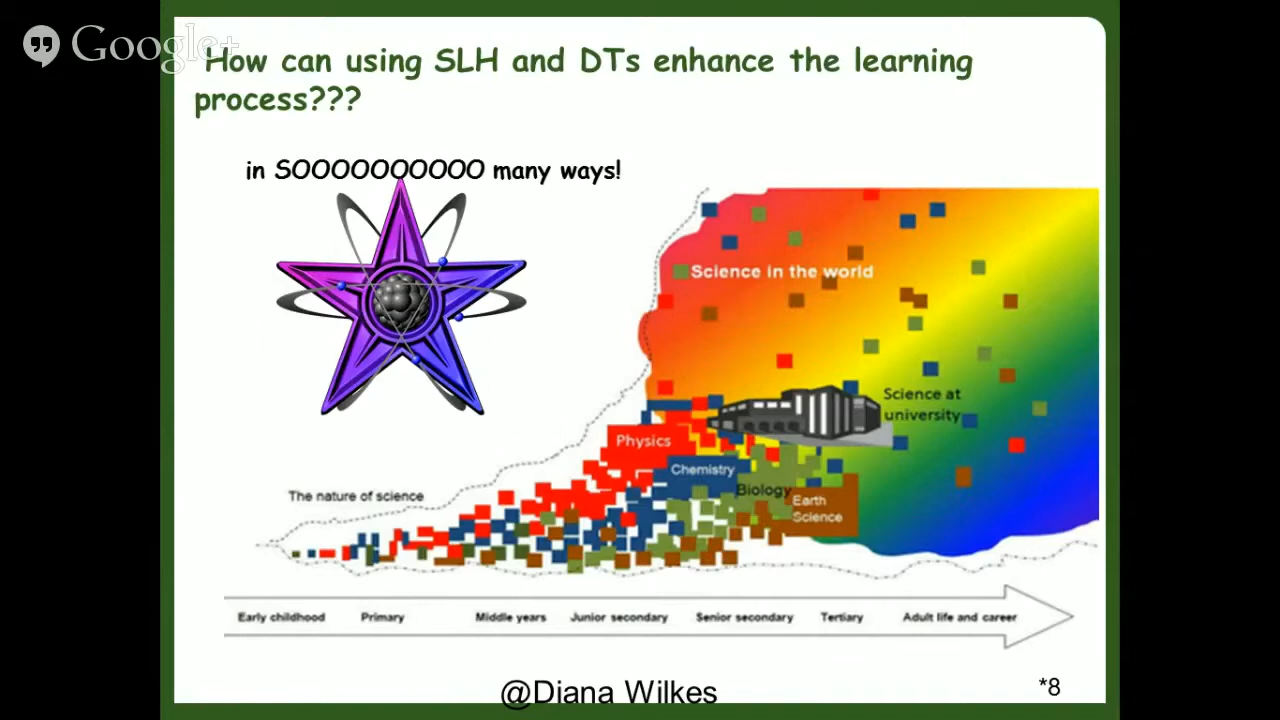 Google+
How can using SLH and DTs enhance the learning
process???
in SOOOOOOOOOO many ways!
Science in the world
Science at
university
Physics
Chemistry
Biology
Earth
Science
The nature of science
Early childhood Primary Middle years Junior secondary Senior secondary Tertiary Adult life and career
@Diana Wilkes
*8